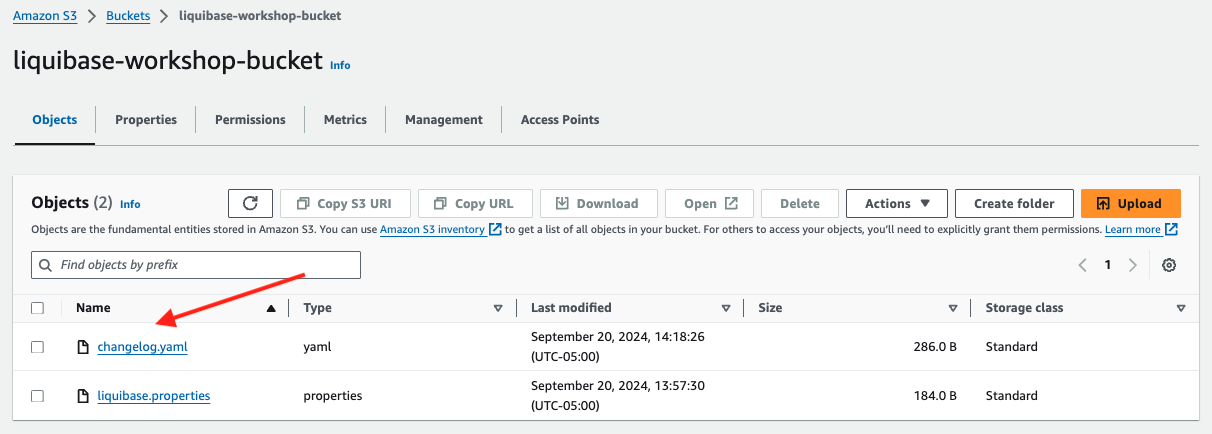 Amazon S3 > Buckets > liquibase-workshop-bucket
liquibase-workshop-bucket Info
Objects Properties Permissions Metrics Management Access Points
Objects (2) Info Copy S3 URI Copy URL Download Open Delete Actions Create folder Upload
Objects are the fundamental entities stored in Amazon S3. You can use Amazon S3 inventory to get a list of all objects in your bucket. For others to access your objects, you'll need to explicitly grant them permissions. Learn more
Find objects by prefix 1
Name Type Last modified Size Storage class
changelog.yaml yaml September 20, 2024, 14:18:26 286.0 B Standard
(UTC-05:00)
liquibase.properties properties September 20, 2024, 13:57:30 184.0 B Standard
(UTC-05:00)